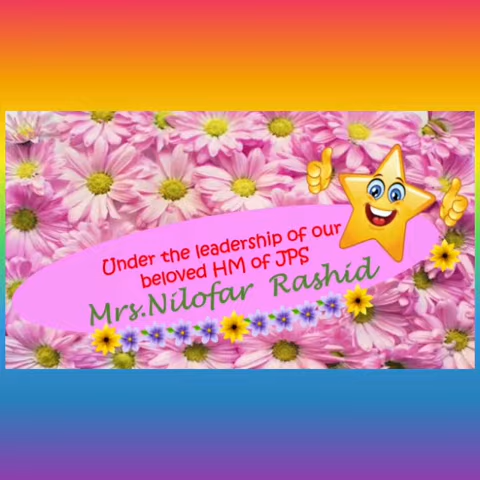 Under the leadership of our
beloved HM of JPS
Mrs.Nilofar Rashid